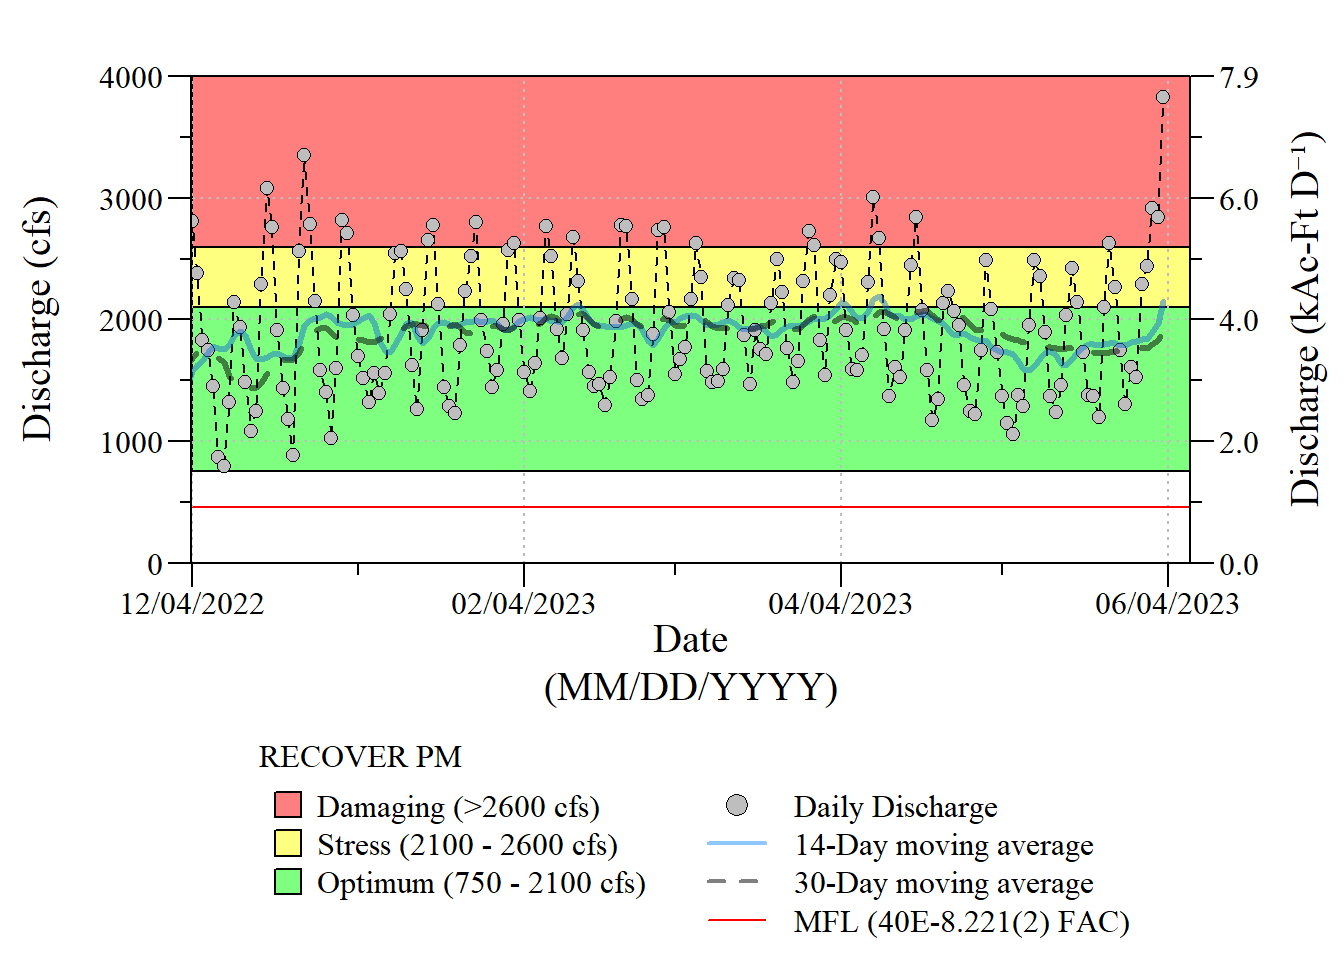 4000
3000
2000
1000
0
7.9
6.0
4.0
2.0
0.0
Discharge (cfs)
Discharge (kAc-Ft D⁻¹)
12/04/2022 02/04/2023 04/04/2023 06/04/2023
Date
(MM/DD/YYYY)
RECOVER PM
Damaging (>2600 cfs)
Stress (2100 - 2600 cfs)
Optimum (750 - 2100 cfs)
Daily Discharge
14-Day moving average
30-Day moving average
MFL (40E-8.221(2) FAC)